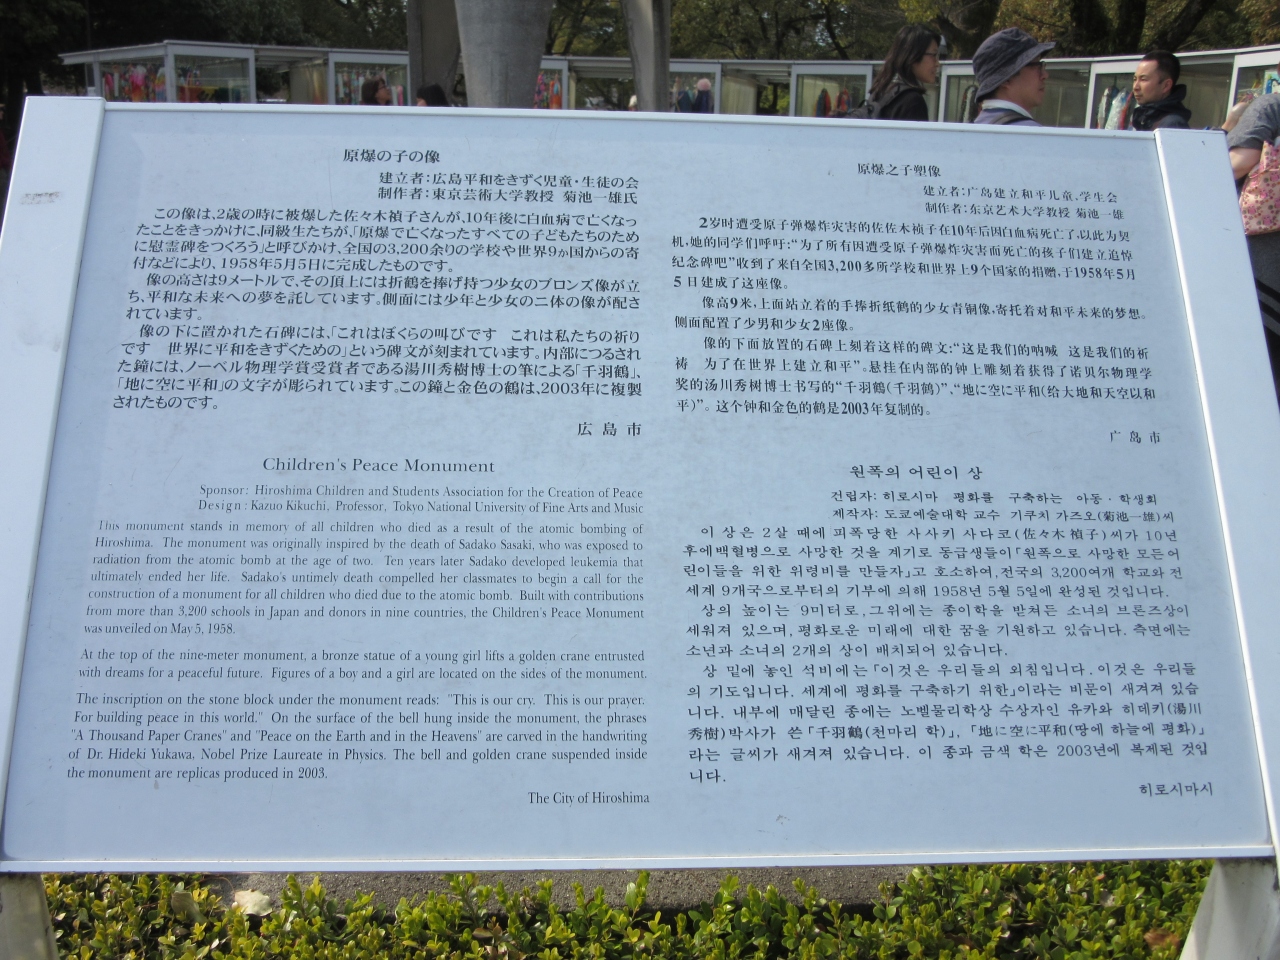 原爆の子の像
建立者:広島平和をきずく児童・生徒の会
制作者:東京芸術大学教授 菊池一雄氏
この像は、2歳の時に被爆した佐々木禎子さんが、10年後に白血病で亡くなっ
たことをきっかけに、同級生たちが、「原爆で亡くなったすべての子どもたちのため
に慰霊碑をつくろう」と呼びかけ、全国の3,200余りの学校や世界9ヵ国からの寄
付などにより、1958年5月5日に完成したものです。
像の高さは9メートルで、その頂上には折鶴を捧げ持つ少女のブロンズ像が立
ち、平和な未来への夢を託しています。側面には少年と少女の二体の像が配さ
れています。
像の下に置かれた石碑には、「これはぼくらの叫びです これは私たちの祈り
です 世界に平和をきずくための」という碑文が刻まれています。内部につるされ
た鐘には、ノーベル物理学賞受賞者である湯川秀樹博士の筆による「千羽鶴」、
「地に空に平和」の文字が彫られています。この鐘と金色の鶴は、2003年に複製
されたものです。
広島市
Children's Peace Monument
Sponsor: Hiroshima Children and Students Association for the Creation of Peace
Design: Kazuo Kikuchi, Professor, Tokyo National University of Fine Arts and Music
This monument stands in memory of all children who died as a result of the atomic bombing of
Hiroshima. The monument was originally inspired by the death of Sadako Sasaki, who was exposed to
radiation from the atomic bomb at the age of two. Ten years later Sadako developed leukemia that
ultimately ended her life. Sadako's untimely death compelled her classmates to begin a call for the
construction of a monument for all children who died due to the atomic bomb. Built with contributions
from more than 3,200 schools in Japan and donors in nine countries, the Children's Peace Monument
was unveiled on May 5, 1958.
At the top of the nine-meter monument, a bronze statue of a young girl lifts a golden crane entrusted
with dreams for a peaceful future. Figures of a boy and a girl are located on the sides of the monument.
The inscription on the stone block under the monument reads: "This is our cry. This is our prayer.
For building peace in this world." On the surface of the bell hung inside the monument, the phrases
"A Thousand Paper Cranes" and "Peace on the Earth and in the Heavens" are carved in the handwriting
of Dr. Hideki Yukawa, Nobel Prize Laureate in Physics. The bell and golden crane suspended inside
the monument are replicas produced in 2003.
The City of Hiroshima
原爆之子塑像
建立者:广岛建立和平儿童、学生会
制作者:东京艺术大学教授 菊池一雄
2岁时遭受原子弹爆炸灾害的佐佐木祯子在10年后因白血病死亡了,以此为契
机,她的同学们呼吁:"为了所有因遭受原子弹爆炸灾害而死亡的孩子们建立追悼
纪念碑吧"收到了来自全国3,200多所学校和世界上9个国家的捐赠,于1958年5月
5日建成了这座像。
像高9米,上面站立着的手捧折纸鹤的少女青铜像,寄托着对和平未来的梦想。
侧面配置了少男和少女2座像。
像的下面放置的石碑上刻着这样的碑文:"这是我们的呐喊 这是我们的祈
祷 为了在世界上建立和平"。悬挂在内部的钟上雕刻着获得了诺贝尔物理学
奖的汤川秀树博士书写的"千羽鶴(千羽鹤)"、"地に空に平和(给大地和天空以和
平)"。这个钟和金色的鹤是2003年复制的。
广岛市
원폭의 어린이 상
건립자: 히로시마 평화를 구축하는 아동·학생회
제작자: 도쿄예술대학 교수 기쿠치 가즈오(菊池一雄)씨
이 상은 2살 때에 피폭당한 사사키 사다코(佐々木 禎子)씨가 10년
후에백혈병으로 사망한 것을 계기로 동급생들이「원폭으로 사망한 모든어
린이들을 위한 위령비를 만들자」고 호소하여, 전국의 3,200여개 학교와 전
세계 9개국으로부터의 기부에 의해 1958년 5월 5일에 완성된 것입니다.
상의 높이는 9미터로, 그위에는 종이학을 받쳐든 소녀의 브론즈상이
세워져 있으며, 평화로운 미래에 대한 꿈을 기원하고 있습니다. 측면에는
소년과 소녀의 2개의 상이 배치되어 있습니다.
상 밑에 놓인 석비에는「이것은 우리들의 외침입니다. 이것은 우리들
의 기도입니다. 세계에 평화를 구축하기 위한」이라는 비문이 새겨져 있습
니다. 내부에 매달린 종에는 노벨물리학상 수상자인 유카와 히데키(湯川
秀樹)박사가 쓴「千羽鶴(천마리 학)」,「地に空に平和(땅에 하늘에 평화)」
라는 글씨가 새겨져 있습니다. 이 종과 금색 학은 2003년에 복제된 것입
니다.
히로시마시